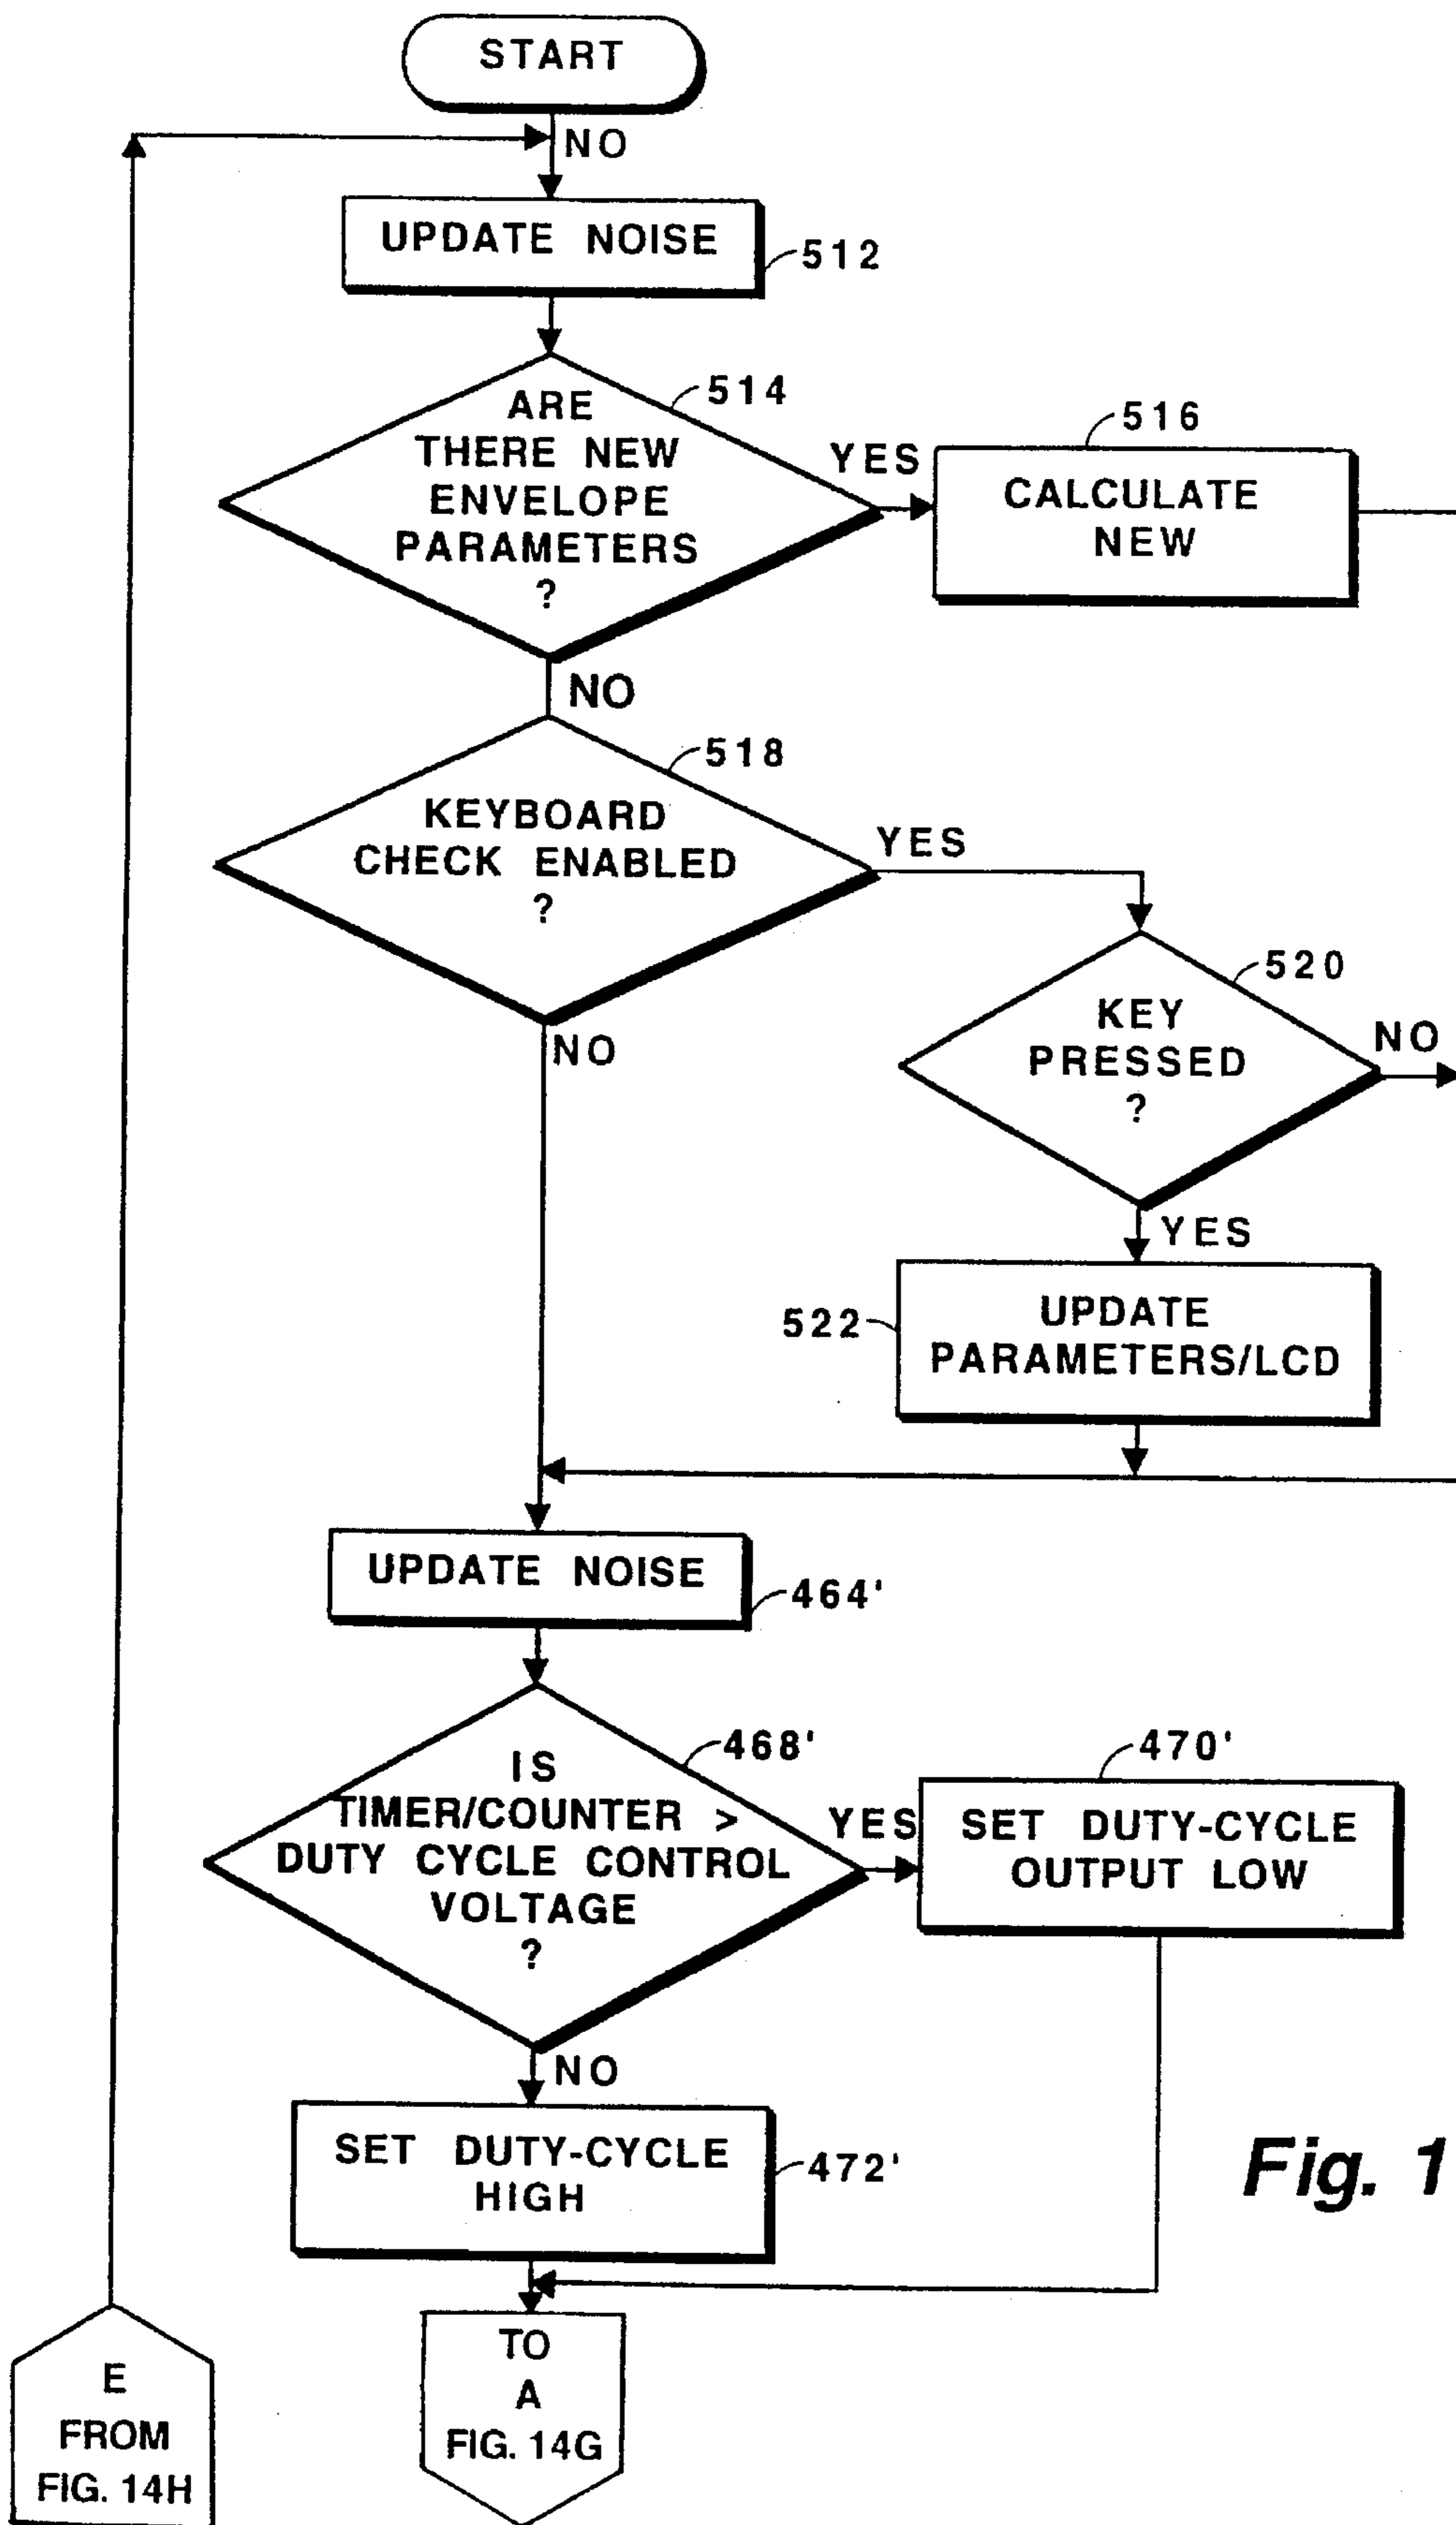 START
NO
UPDATE NOISE
512
514
ARE
THERE NEW
ENVELOPE
PARAMETERS
?
YES
516
CALCULATE
NEW
NO
518
KEYBOARD
CHECK ENABLED
?
YES
NO
520
KEY
PRESSED
?
NO
YES
522
UPDATE
PARAMETERS/LCD
UPDATE NOISE
464'
468'
IS
TIMER/COUNTER >
DUTY CYCLE CONTROL
VOLTAGE
?
YES
470'
SET DUTY-CYCLE
OUTPUT LOW
NO
SET DUTY-CYCLE
HIGH
472'
Fig. 1
TO
A
FIG. 14G
E
FROM
FIG. 14H